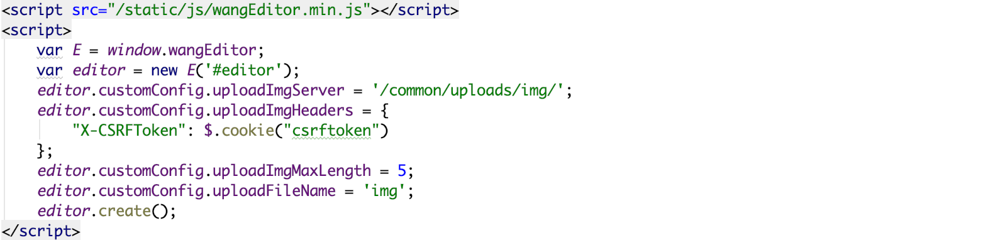 <script src="/static/js/wangEditor.min.js"></script>
<script>
    var E = window.wangEditor;
    var editor = new E('#editor');
    editor.customConfig.uploadImgServer = '/common/uploads/img/';
    editor.customConfig.uploadImgHeaders = {
        "X-CSRFToken": $.cookie("csrftoken")
    };
    editor.customConfig.uploadImgMaxLength = 5;
    editor.customConfig.uploadFileName = 'img';
    editor.create();
</script>